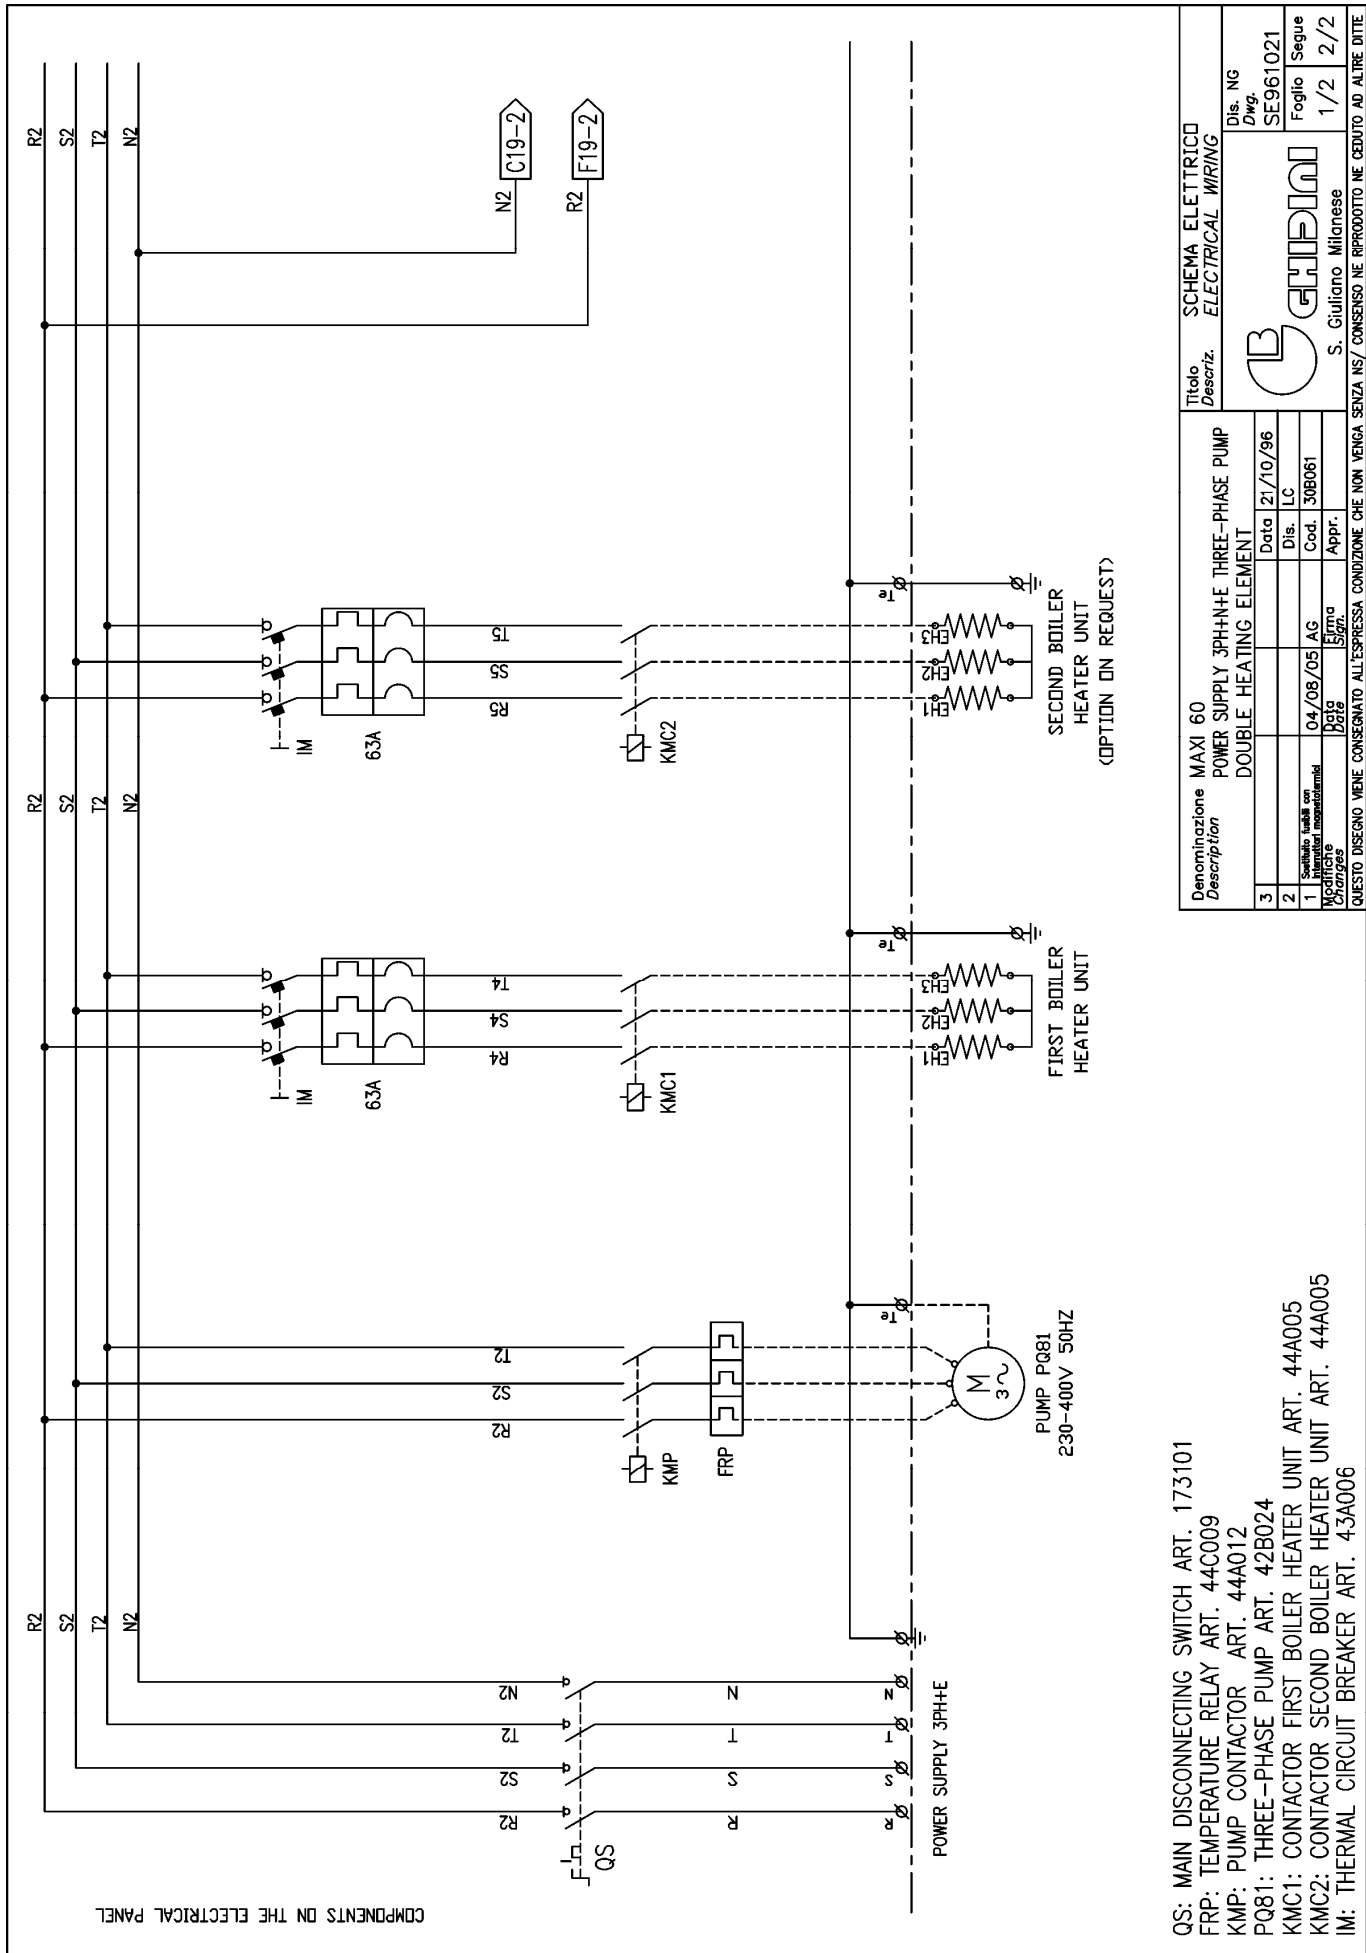 COMPONENTS ON THE ELECTRICAL PANEL
R2
S2
T2
N2
R2
S2
T2
N2
R2
S2
T2
N2
N2
C19-2
R2
F19-2
QS
R2
S2
T2
N2
R
S
T
N
R
S
T
N
POWER SUPPLY 3PH+E
R2
S2
T2
KMP
FRP
Te
M
3~
PUMP PQ81
230-400V 50HZ
IM
63A
R4
S4
T4
KMC1
EH1
EH2
EH3
Te
FIRST BOILER
HEATER UNIT
IM
63A
R5
S5
T5
KMC2
EH1
EH2
EH3
Te
SECOND BOILER
HEATER UNIT
(OPTION ON REQUEST)
QS: MAIN DISCONNECTING SWITCH ART. 173101
FRP: TEMPERATURE RELAY ART. 44C009
KMP: PUMP CONTACTOR ART. 44A012
PQ81: THREE-PHASE PUMP ART. 42B024
KMC1: CONTACTOR FIRST BOILER HEATER UNIT ART. 44A005
KMC2: CONTACTOR SECOND BOILER HEATER UNIT ART. 44A005
IM: THERMAL CIRCUIT BREAKER ART. 43A006
Denominazione MAXI 60
Description POWER SUPPLY 3PH+N+E THREE-PHASE PUMP
DOUBLE HEATING ELEMENT
3
Data 21/10/96
2
Dis. LC
1 Sostituito fusibili con
interruttori magnetotermici
04/08/05 AG
Cod. 30B061
Modifiche
Changes
Data
Date
Firma
Sign.
Appr.
Titolo SCHEMA ELETTRICO
Descriz. ELECTRICAL WIRING
B GHIDINI
S. Giuliano Milanese
Dis. NG
Dwg.
SE961021
Foglio Segue
1/2 2/2
QUESTO DISEGNO VIENE CONSEGNATO ALL'ESPRESSA CONDIZIONE CHE NON VENGA SENZA NS/ CONSENSO NE RIPRODOTTO NE CEDUTO AD ALTRE DITTE